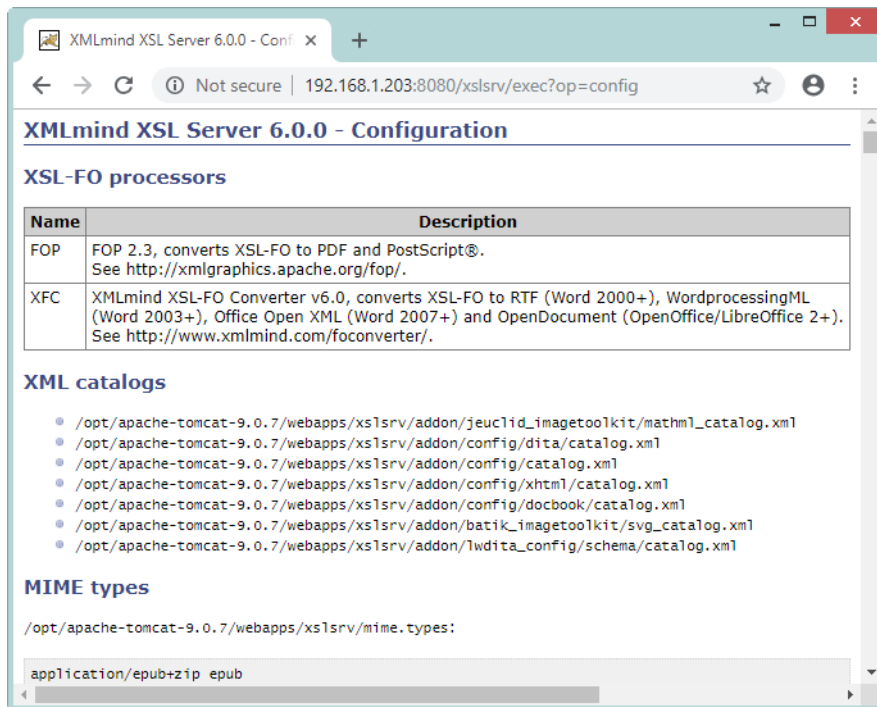 XMLmind XSL Server 6.0.0 - Conf
Not secure | 192.168.1.203:8080/xslsrv/exec?op=config
XMLmind XSL Server 6.0.0 - Configuration
XSL-FO processors
Name Description
FOP FOP 2.3, converts XSL-FO to PDF and PostScript®.
See http://xmlgraphics.apache.org/fop/.
XFC XMLmind XSL-FO Converter v6.0, converts XSL-FO to RTF (Word 2000+), WordprocessingML
(Word 2003+), Office Open XML (Word 2007+) and OpenDocument (OpenOffice/LibreOffice 2+).
See http://www.xmlmind.com/foconverter/.
XML catalogs
/opt/apache-tomcat-9.0.7/webapps/xslsrv/addon/jeuclid_imagetoolkit/mathml_catalog.xml
/opt/apache-tomcat-9.0.7/webapps/xslsrv/addon/config/dita/catalog.xml
/opt/apache-tomcat-9.0.7/webapps/xslsrv/addon/config/catalog.xml
/opt/apache-tomcat-9.0.7/webapps/xslsrv/addon/config/xhtml/catalog.xml
/opt/apache-tomcat-9.0.7/webapps/xslsrv/addon/config/docbook/catalog.xml
/opt/apache-tomcat-9.0.7/webapps/xslsrv/addon/batik_imagetoolkit/svg_catalog.xml
/opt/apache-tomcat-9.0.7/webapps/xslsrv/addon/lwdita_config/schema/catalog.xml
MIME types
/opt/apache-tomcat-9.0.7/webapps/xslsrv/mime.types:
application/epub+zip epub